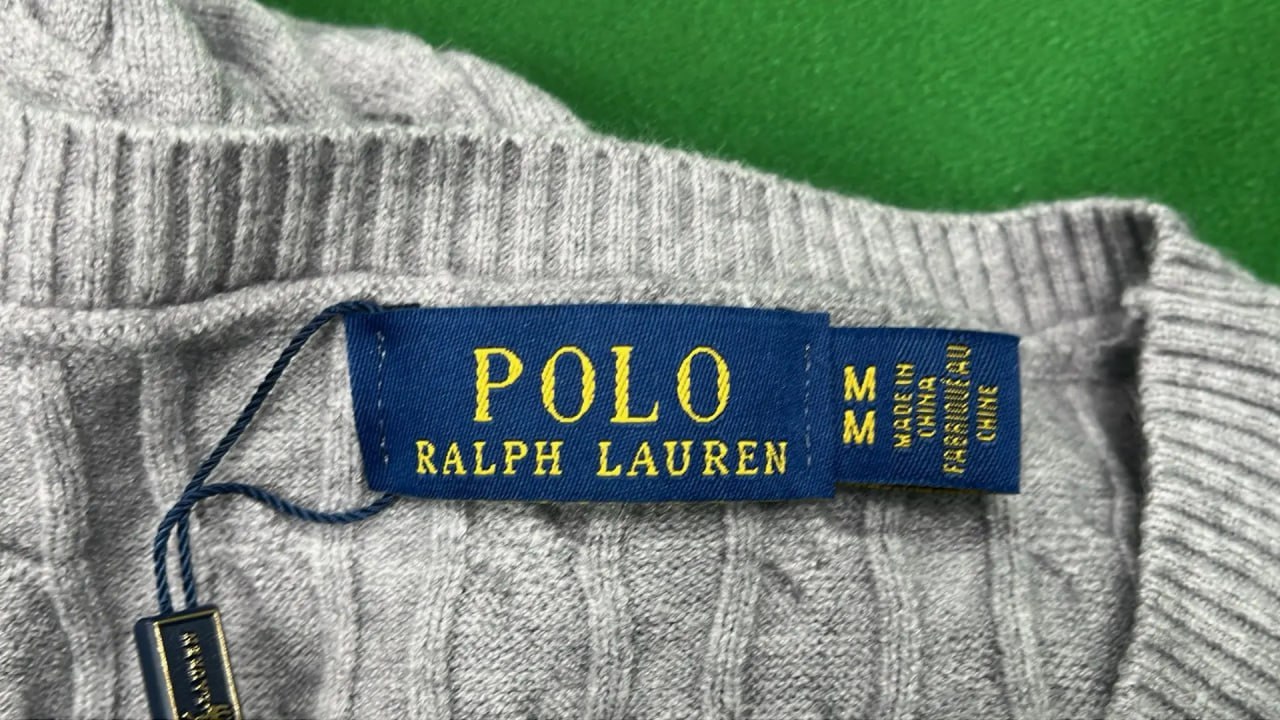 POLO
RALPH LAUREN
M
M
MADE IN
CHINA
FABRIQUÉ AU
CHINE